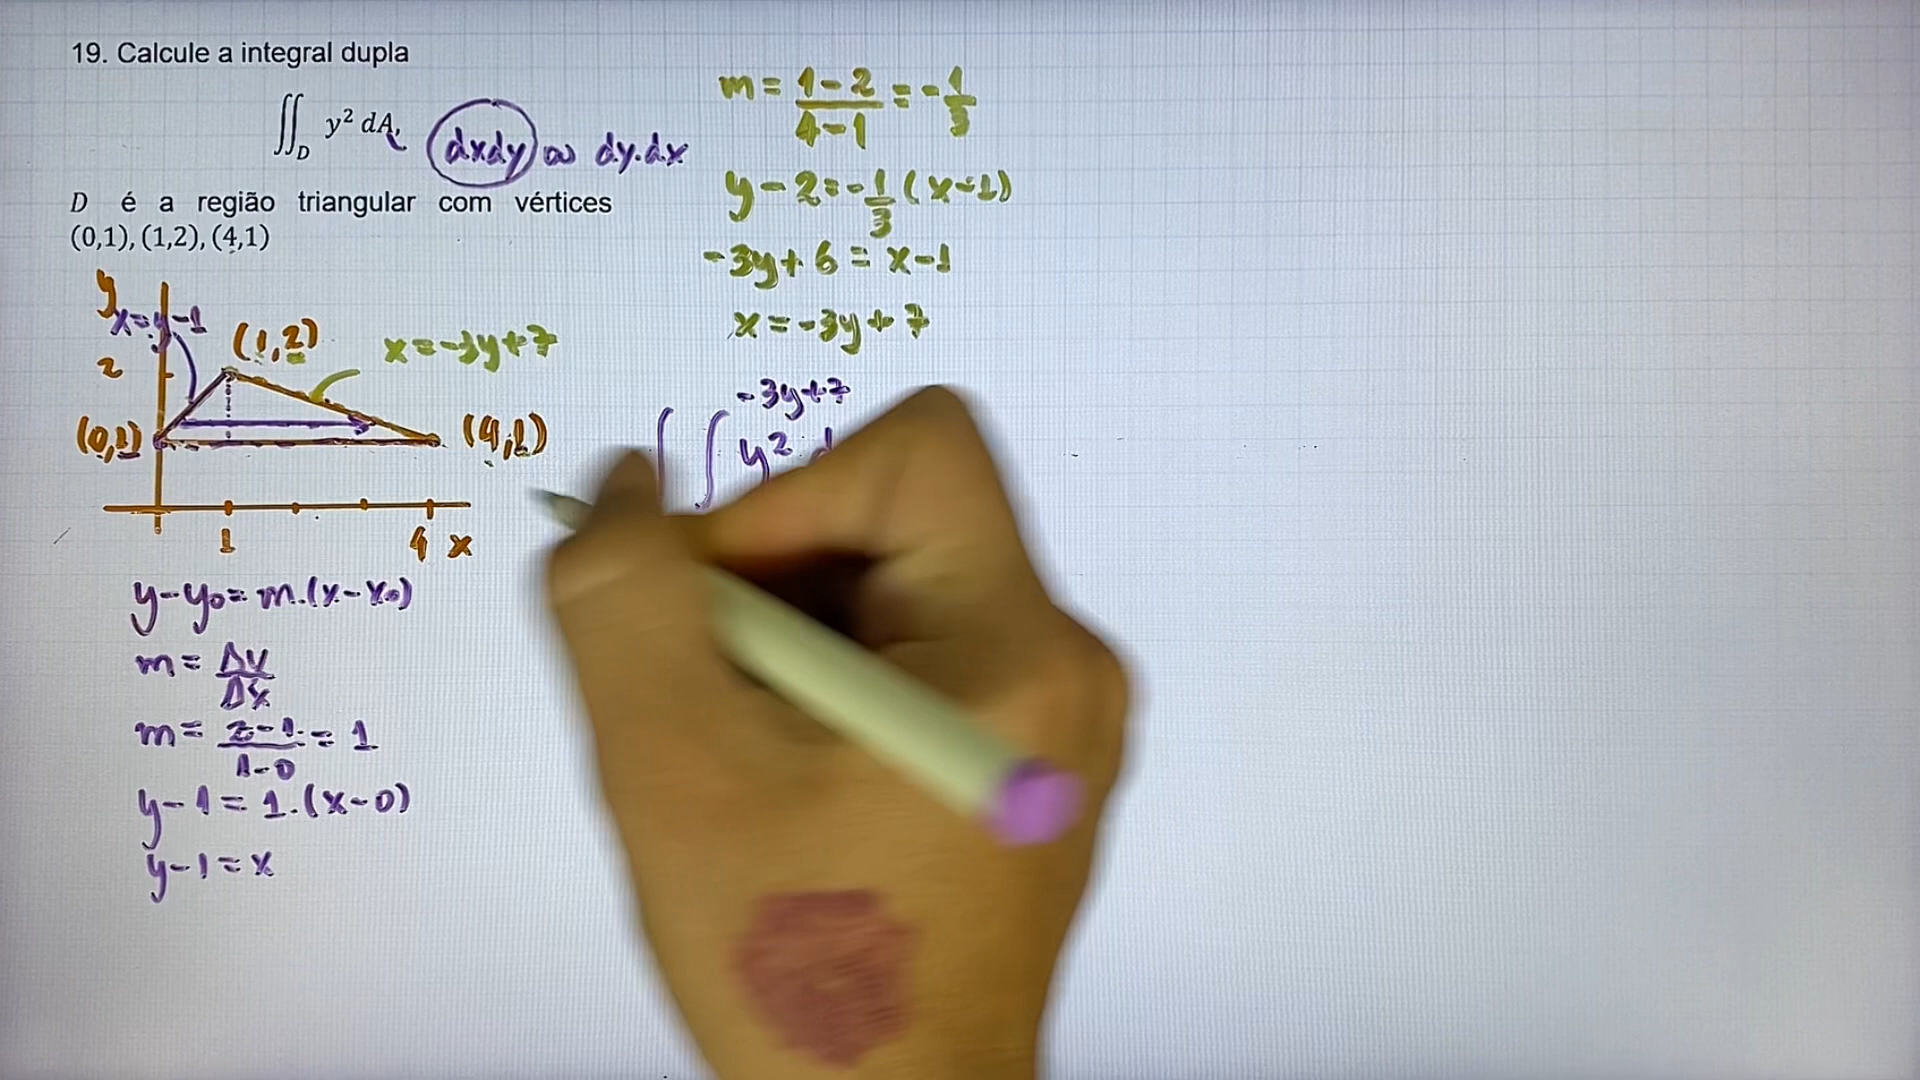 19. Calcule a integral dupla
∬_D y² dA, dxdy ou dy.dx
D é a região triangular com vértices
(0,1), (1,2), (4,1)
y
x=y-1
(1,2)
x=-3y+7
2
(0,1)
(4,1)
1
4
x
y-y₀=m.(x-x₀)
m=Δy/Δx
m=2-1/1-0=1
y-1=1.(x-0)
y-1=x
m=1-2/4-1=-1/3
y-2=-1/3(x-1)
-3y+6=x-1
x=-3y+7
-3y+7
∫∫y²